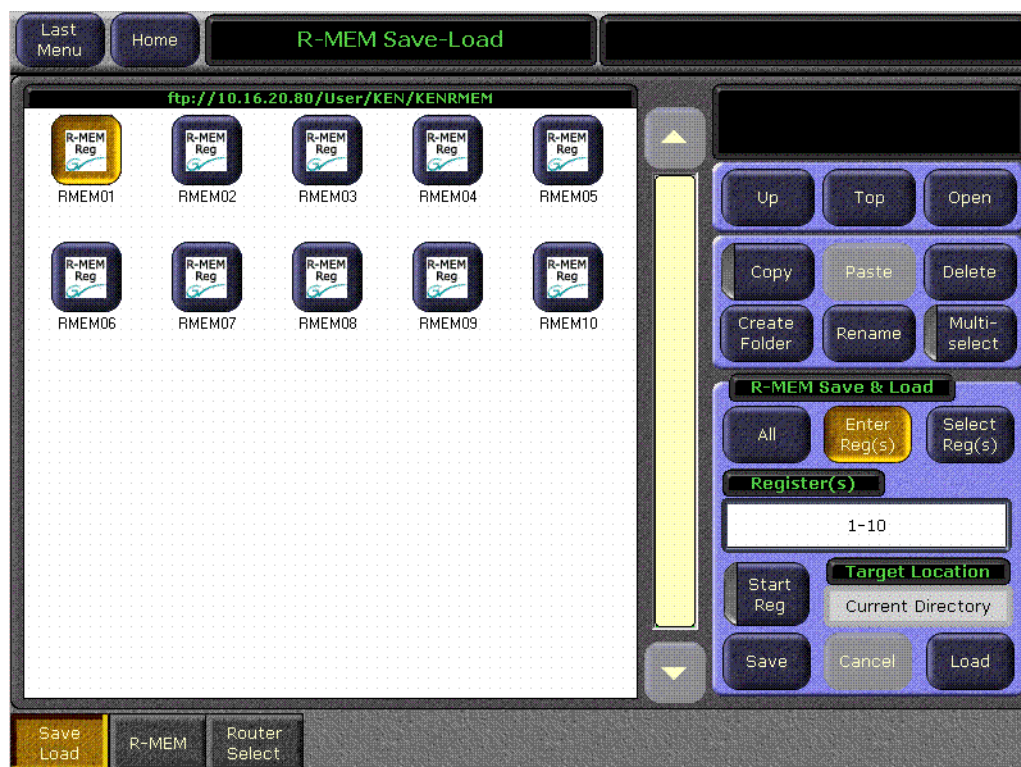 Last
Menu
Home
R-MEM Save-Load
ftp://10.16.20.80/User/KEN/KENRMEM
R-MEM
Reg
R-MEM
Reg
R-MEM
Reg
R-MEM
Reg
R-MEM
Reg
RMEM01
RMEM02
RMEM03
RMEM04
RMEM05
R-MEM
Reg
R-MEM
Reg
R-MEM
Reg
R-MEM
Reg
R-MEM
Reg
RMEM06
RMEM07
RMEM08
RMEM09
RMEM10
Up
Top
Open
Copy
Paste
Delete
Create
Folder
Rename
Multi-
select
R-MEM Save & Load
All
Enter
Reg(s)
Select
Reg(s)
Register(s)
1-10
Start
Reg
Target Location
Current Directory
Save
Cancel
Load
Save
Load
R-MEM
Router
Select